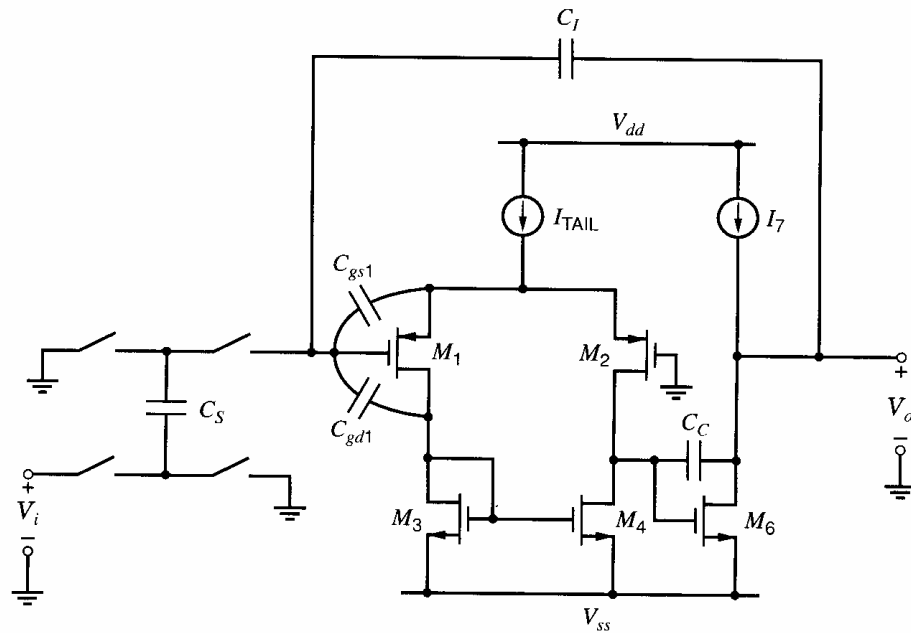 C_I
V_dd
I_TAIL
I_7
C_gs1
M_1
M_2
C_S
C_gd1
C_C
V_o
+
−
V_i
+
−
M_3
M_4
M_6
V_ss